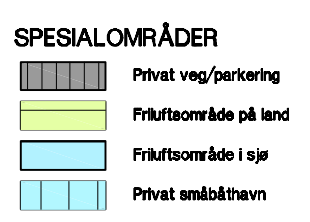 SPESIALOMRÅDER
Privat veg/parkering
Friluftsområde på land
Friluftsområde i sjø
Privat småbåthavn